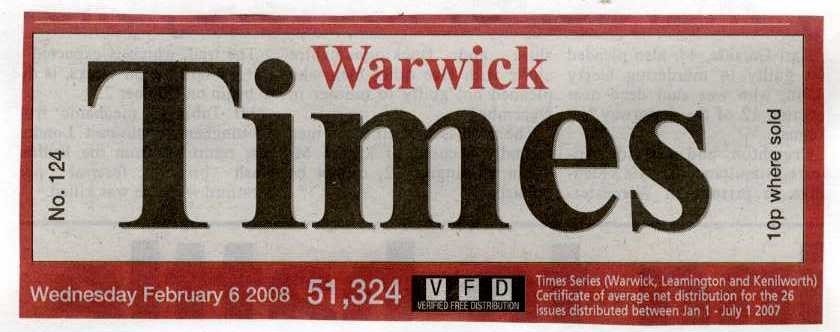 Warwick
Times
No. 124
10p where sold
Wednesday February 6 2008 51,324 VFD
VERIFIED FREE DISTRIBUTION
Times Series (Warwick, Leamington and Kenilworth)
Certificate of average net distribution for the 26
issues distributed between Jan 1 - July 1 2007